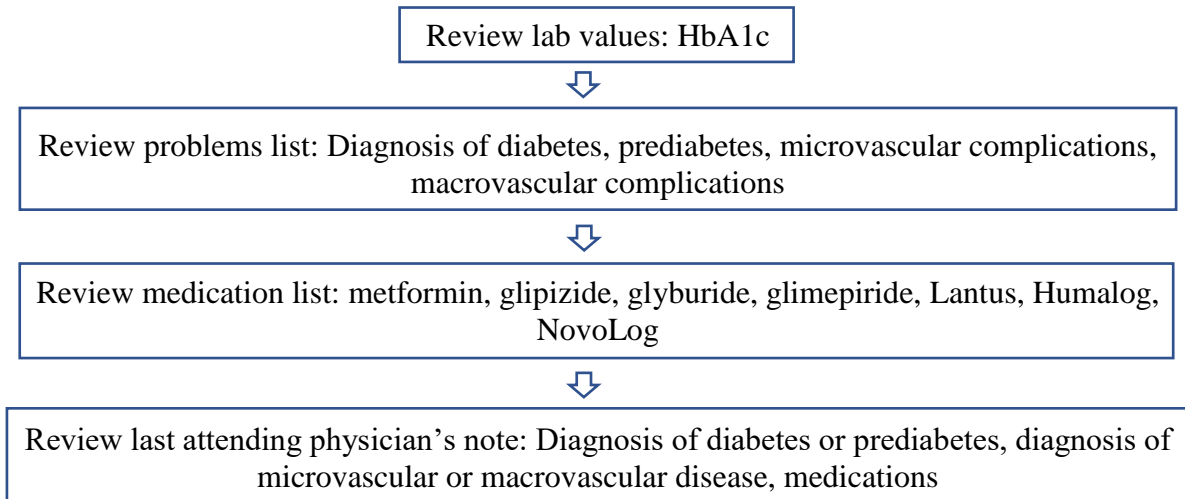 Review lab values: HbA1c
Review problems list: Diagnosis of diabetes, prediabetes, microvascular complications,
macrovascular complications
Review medication list: metformin, glipizide, glyburide, glimepiride, Lantus, Humalog,
NovoLog
Review last attending physician’s note: Diagnosis of diabetes or prediabetes, diagnosis of
microvascular or macrovascular disease, medications